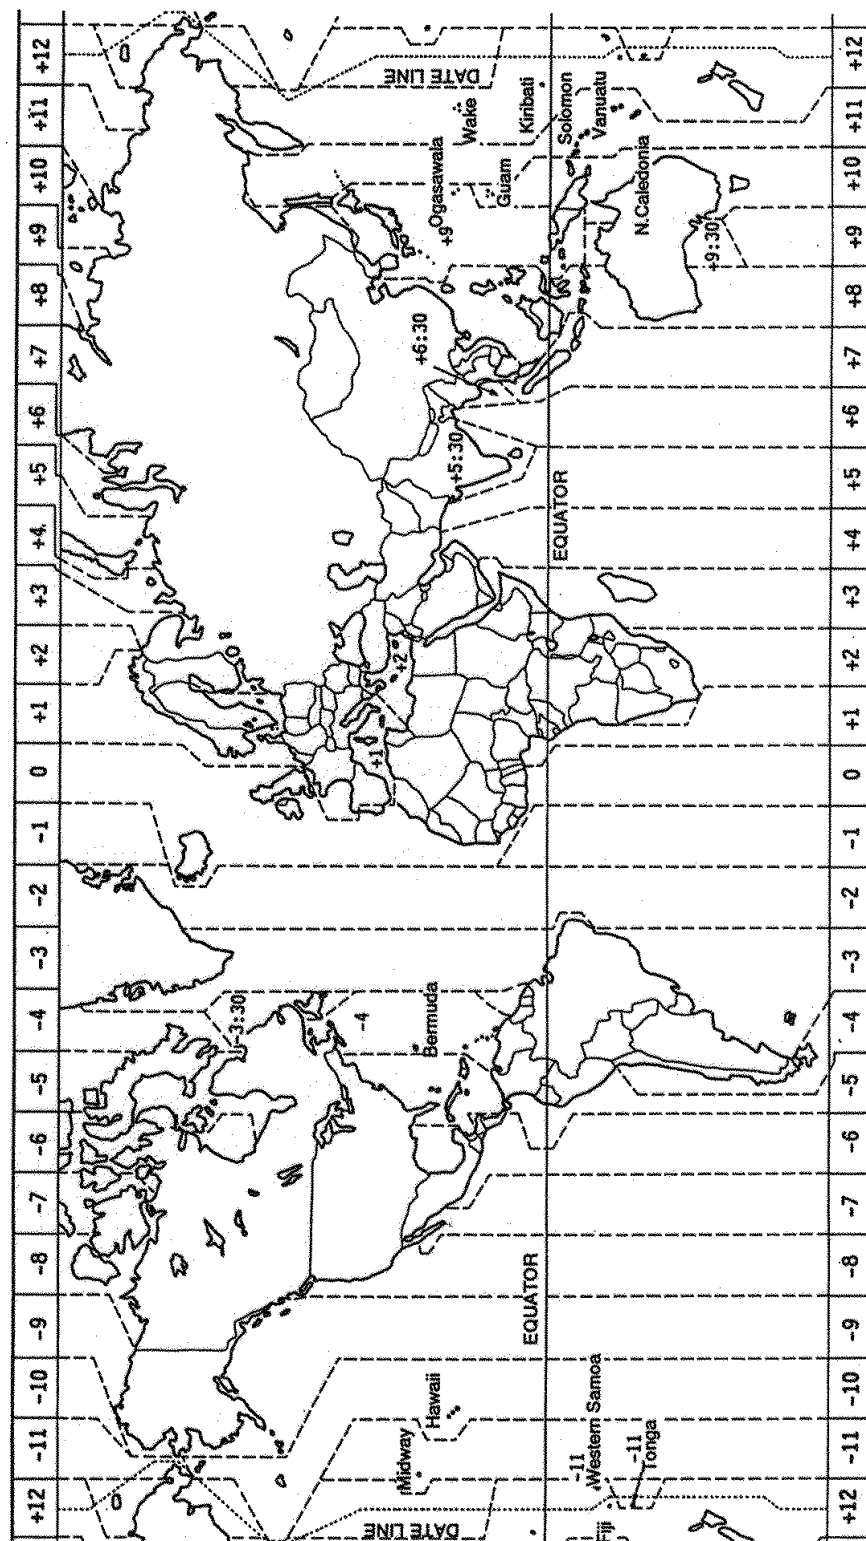 +12 -11 -10 -9 -8 -7 -6 -5 -4 -3 -2 -1 0 +1 +2 +3 +4 +5 +6 +7 +8 +9 +10 +11 +12
-3:30
-4
+1
+2
+5:30
+6:30
+9
DATE LINE
Midway
Hawaii
Bermuda
Ogasawala
Guam
Wake
DATE LINE
EQUATOR
EQUATOR
Kiribati
Solomon
Vanuatu
Fiji
-11
Western Samoa
-11
Tonga
N.Caledonia
+9:30
+12 -11 -10 -9 -8 -7 -6 -5 -4 -3 -2 -1 0 +1 +2 +3 +4 +5 +6 +7 +8 +9 +10 +11 +12